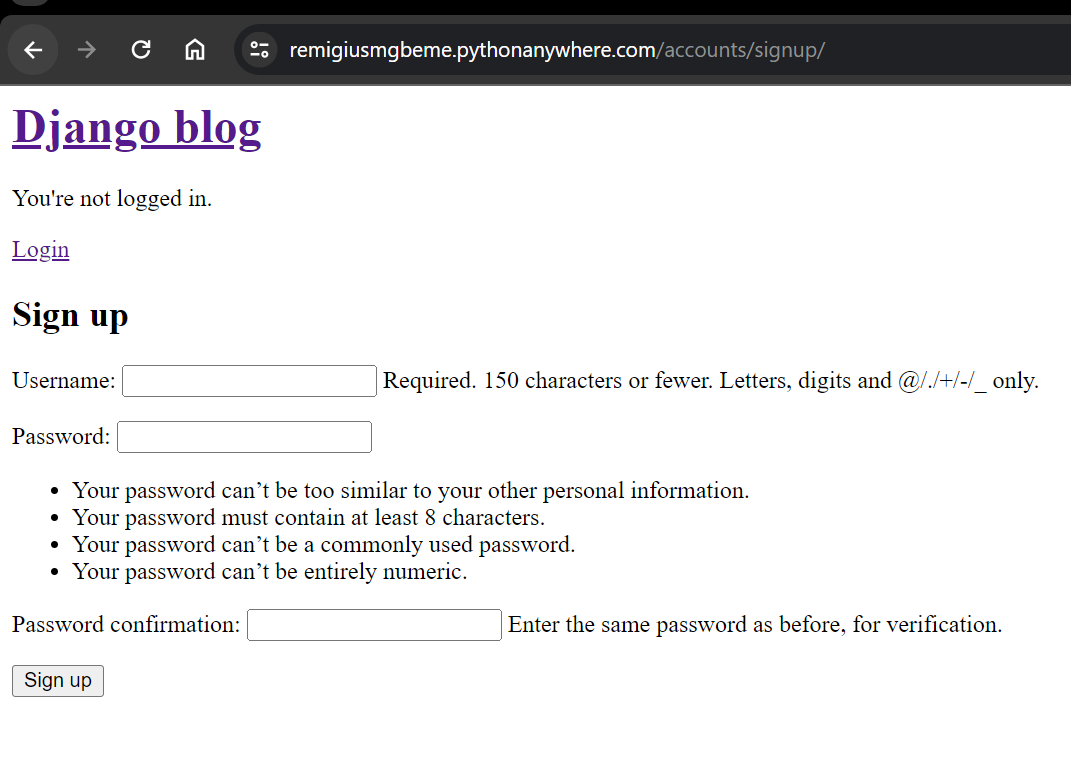 remigiusmgbeme.pythonanywhere.com/accounts/signup/
Django blog
You're not logged in.
Login
Sign up
Username: Required. 150 characters or fewer. Letters, digits and @/./+/-/_ only.
Password:
• Your password can’t be too similar to your other personal information.
• Your password must contain at least 8 characters.
• Your password can’t be a commonly used password.
• Your password can’t be entirely numeric.
Password confirmation: Enter the same password as before, for verification.
Sign up